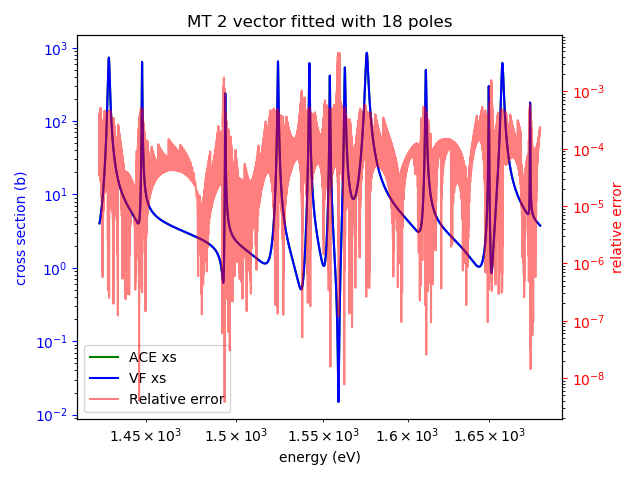 MT 2 vector fitted with 18 poles
10³
10²
10¹
10⁰
10⁻¹
10⁻²
cross section (b)
10⁻³
10⁻⁴
10⁻⁵
10⁻⁶
10⁻⁷
10⁻⁸
relative error
ACE xs
VF xs
Relative error
1.45 × 10³ 1.5 × 10³ 1.55 × 10³ 1.6 × 10³ 1.65 × 10³
energy (eV)